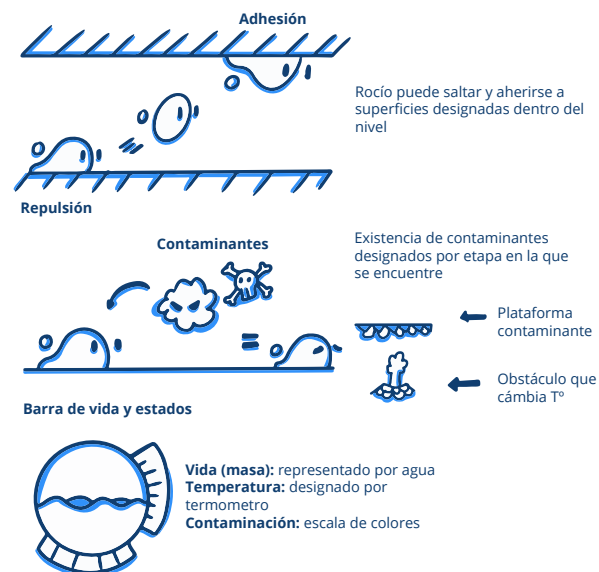 Adhesión
Rocío puede saltar y aherirse a
superficies designadas dentro del
nivel
Repulsión
Contaminantes
Existencia de contaminantes
designados por etapa en la que
se encuentre
Plataforma
contaminante
Obstáculo que
cámbia Tº
Barra de vida y estados
Vida (masa): representado por agua
Temperatura: designado por
termometro
Contaminación: escala de colores